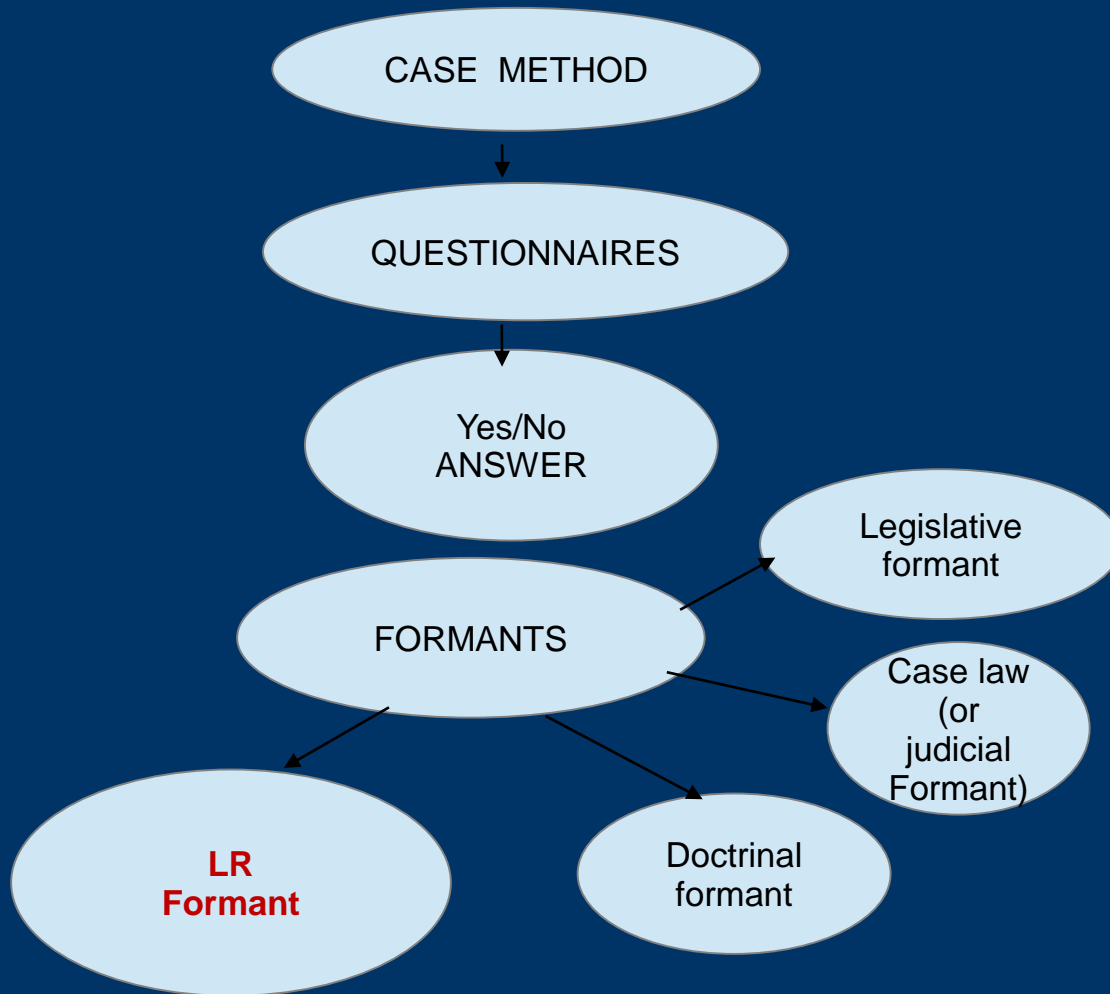 CASE METHOD
QUESTIONNAIRES
Yes/No
ANSWER
Legislative
formant
FORMANTS
Case law
(or
judicial
Formant)
LR
Formant
Doctrinal
formant